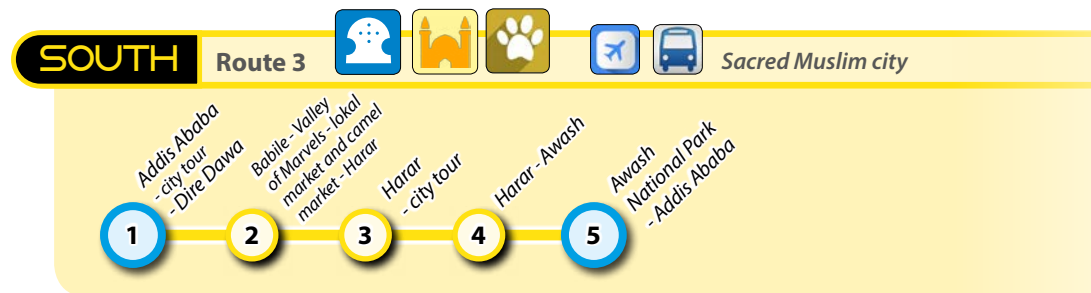 SOUTH
Route 3
Sacred Muslim city
Addis Ababa
- city tour
- Dire Dawa
Babile - Valley
of Marvels - lokal
market and camel
market - Harar
Harar
- city tour
Harar - Awash
Awash
National Park
- Addis Ababa
1
2
3
4
5